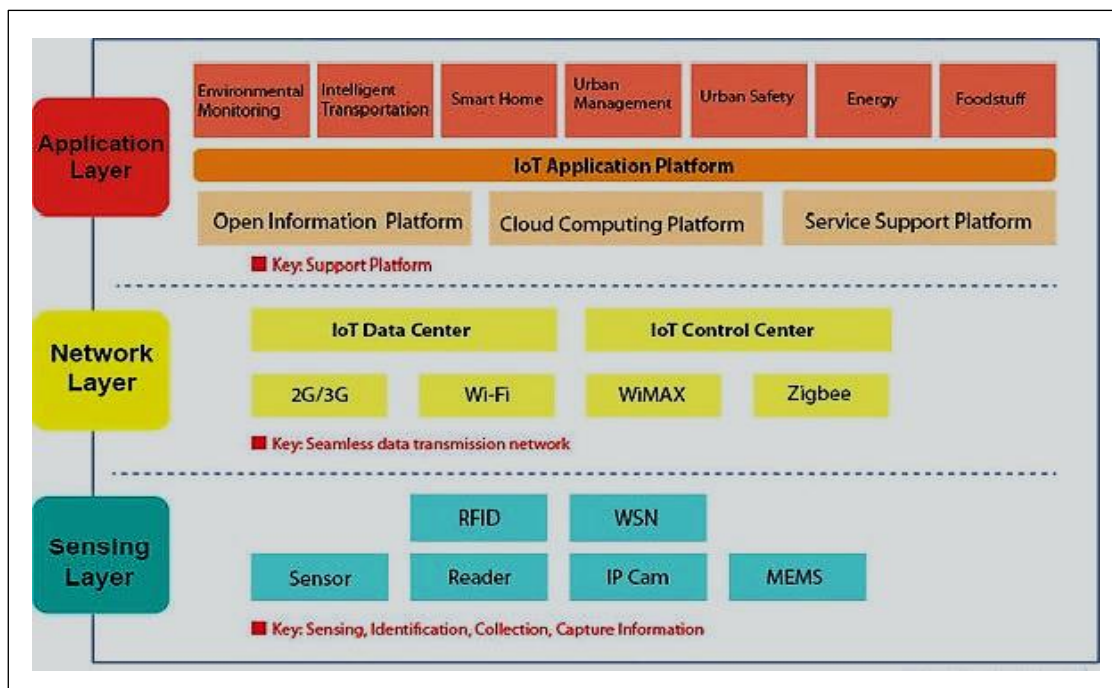 Application
Layer
Environmental
Monitoring
Intelligent
Transportation
Smart Home
Urban
Management
Urban Safety
Energy
Foodstuff
IoT Application Platform
Open Information Platform
Cloud Computing Platform
Service Support Platform
Key: Support Platform
Network
Layer
IoT Data Center
IoT Control Center
2G/3G
Wi-Fi
WiMAX
Zigbee
Key: Seamless data transmission network
Sensing
Layer
RFID
WSN
Sensor
Reader
IP Cam
MEMS
Key: Sensing, Identification, Collection, Capture Information